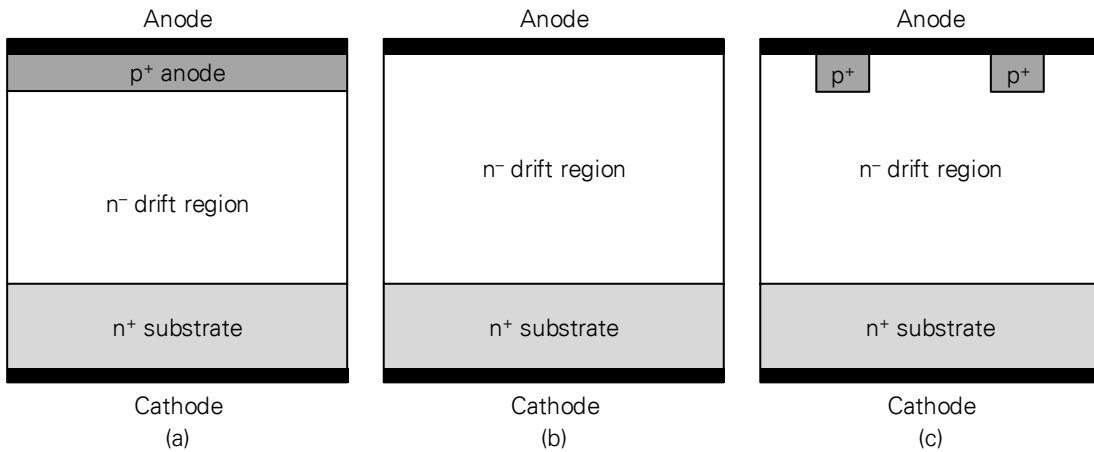 Anode
p⁺ anode
n⁻ drift region
n⁺ substrate
Cathode
(a)
Anode
n⁻ drift region
n⁺ substrate
Cathode
(b)
Anode
p⁺ p⁺
n⁻ drift region
n⁺ substrate
Cathode
(c)